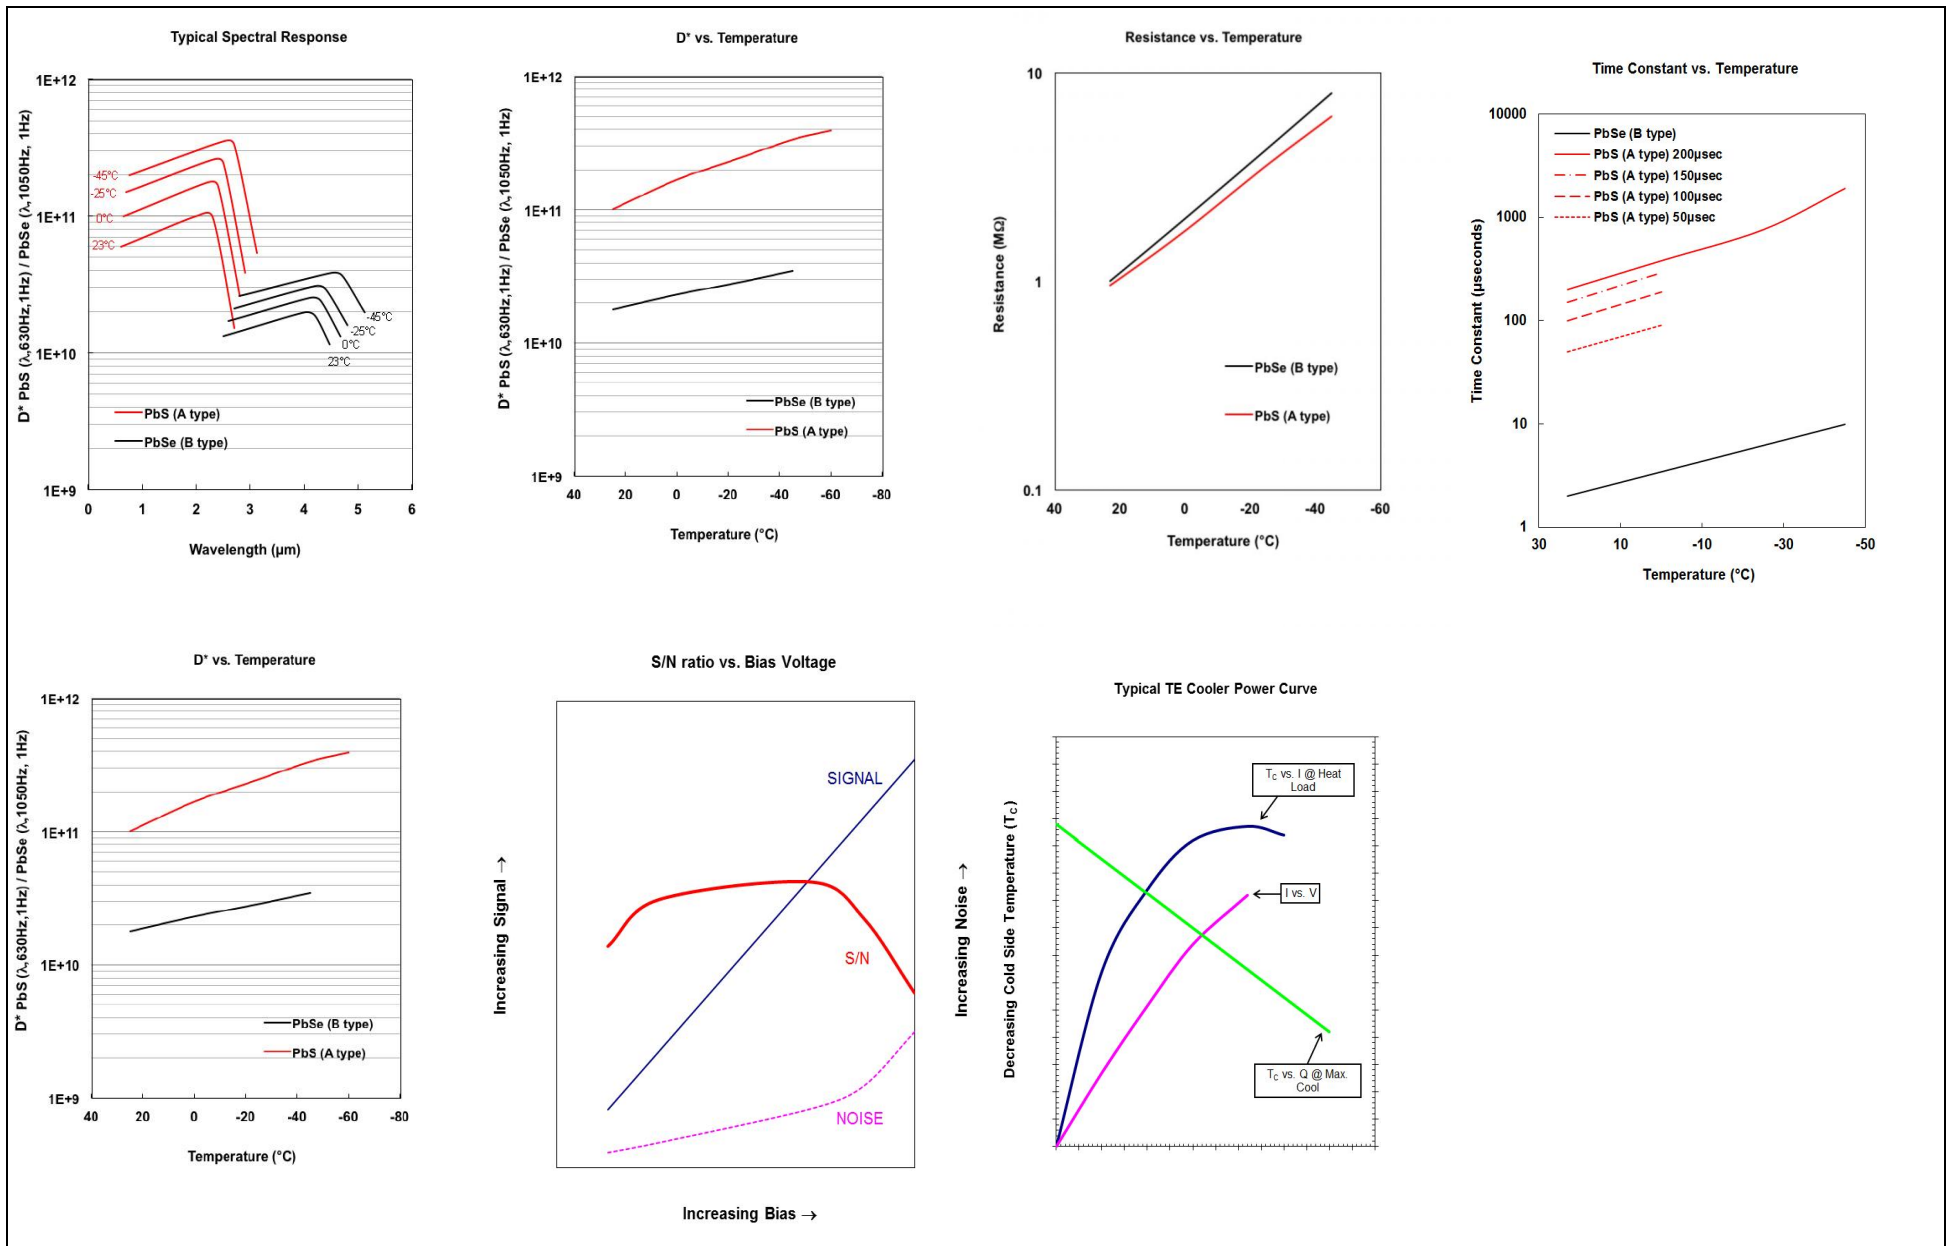 Typical Spectral Response
D* PbS (λ,630Hz,1Hz) / PbSe (λ,1050Hz, 1Hz)
1E+12
1E+11
1E+10
1E+9
-45°C
-25°C
0°C
23°C
-45°C
-25°C
0°C
23°C
PbS (A type)
PbSe (B type)
0 1 2 3 4 5 6
Wavelength (µm)
D* vs. Temperature
D* PbS (λ,630Hz,1Hz) / PbSe (λ,1050Hz, 1Hz)
1E+12
1E+11
1E+10
1E+9
PbSe (B type)
PbS (A type)
40 20 0 -20 -40 -60 -80
Temperature (°C)
Resistance vs. Temperature
Resistance (MΩ)
10
1
0.1
PbSe (B type)
PbS (A type)
40 20 0 -20 -40 -60
Temperature (°C)
Time Constant vs. Temperature
Time Constant (µseconds)
10000
1000
100
10
1
PbSe (B type)
PbS (A type) 200µsec
PbS (A type) 150µsec
PbS (A type) 100µsec
PbS (A type) 50µsec
30 10 -10 -30 -50
Temperature (°C)
D* vs. Temperature
D* PbS (λ,630Hz,1Hz) / PbSe (λ,1050Hz, 1Hz)
1E+12
1E+11
1E+10
1E+9
PbSe (B type)
PbS (A type)
40 20 0 -20 -40 -60 -80
Temperature (°C)
S/N ratio vs. Bias Voltage
Increasing Signal →
SIGNAL
S/N
NOISE
Increasing Noise →
Increasing Bias →
Typical TE Cooler Power Curve
Decreasing Cold Side Temperature (TC)
TC vs. I @ Heat
Load
I vs. V
TC vs. Q @ Max.
Cool